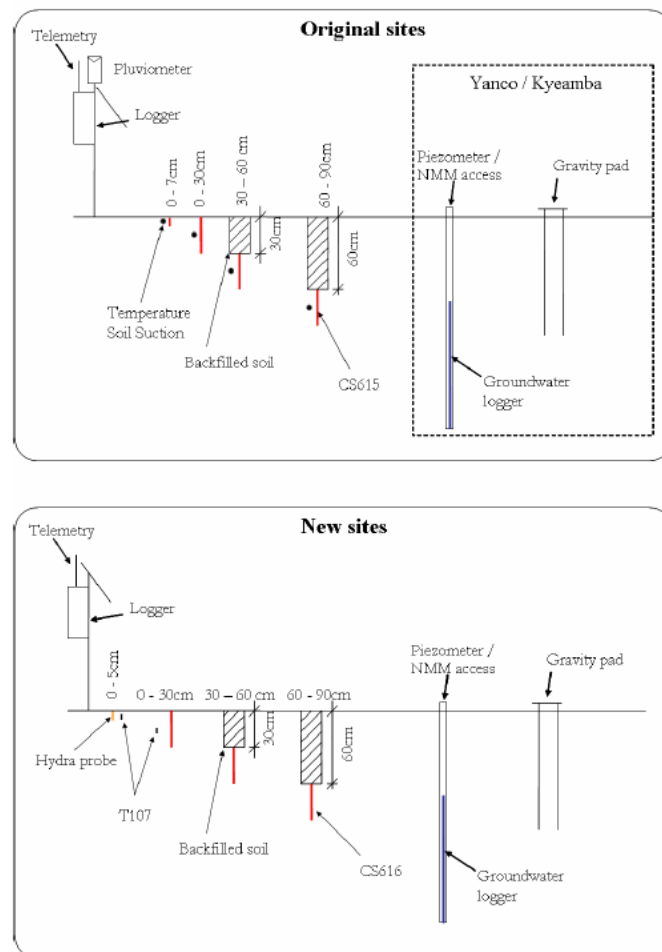 Original sites
Telemetry
Pluviometer
Logger
Yanco / Kyeamba
0 - 7cm
0 - 30cm
30 – 60 cm
60 - 90cm
Piezometer /
NMM access
Gravity pad
30cm
60cm
Temperature
Soil Suction
Backfilled soil
CS615
Groundwater
logger
New sites
Telemetry
Logger
0 - 5cm
0 - 30cm
30 – 60 cm
60 - 90cm
Piezometer /
NMM access
Gravity pad
30cm
60cm
Hydra probe
T107
Backfilled soil
CS616
Groundwater
logger